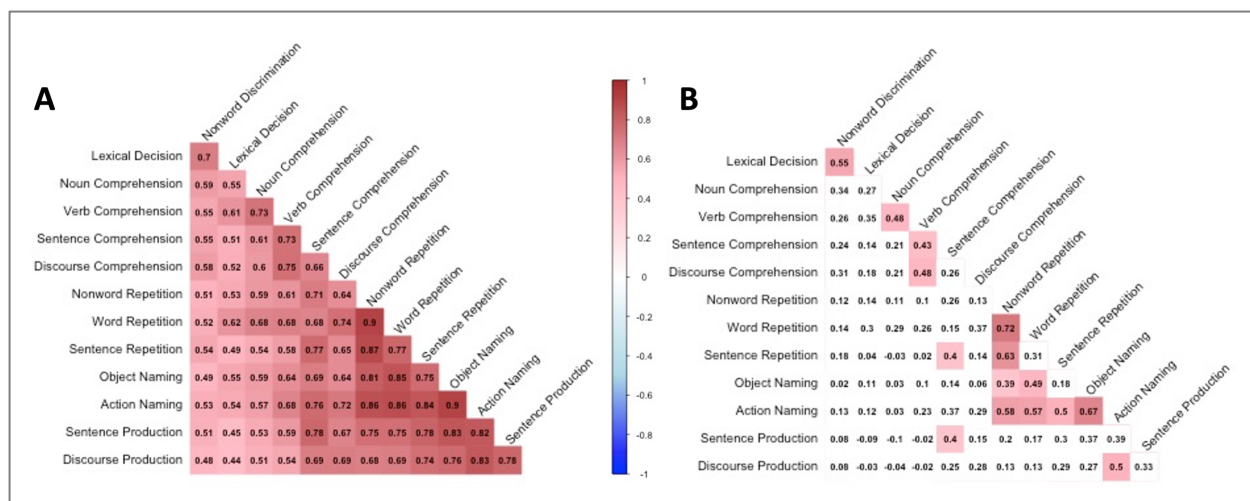 A
Nonword Discrimination
Lexical Decision
Noun Comprehension
Verb Comprehension
Sentence Comprehension
Discourse Comprehension
Nonword Repetition
Word Repetition
Sentence Repetition
Object Naming
Action Naming
Sentence Production
Lexical Decision 0.7
Noun Comprehension 0.59 0.55
Verb Comprehension 0.55 0.61 0.73
Sentence Comprehension 0.55 0.51 0.61 0.73
Discourse Comprehension 0.58 0.52 0.6 0.75 0.66
Nonword Repetition 0.51 0.53 0.59 0.61 0.71 0.64
Word Repetition 0.52 0.62 0.68 0.68 0.68 0.74 0.9
Sentence Repetition 0.54 0.49 0.54 0.58 0.77 0.65 0.87 0.77
Object Naming 0.49 0.55 0.59 0.64 0.69 0.64 0.81 0.85 0.75
Action Naming 0.53 0.54 0.57 0.68 0.76 0.72 0.86 0.86 0.84 0.9
Sentence Production 0.51 0.45 0.53 0.59 0.78 0.67 0.75 0.75 0.78 0.83 0.82
Discourse Production 0.48 0.44 0.51 0.54 0.69 0.69 0.68 0.69 0.74 0.76 0.83 0.78
1
0.8
0.6
0.4
0.2
0
-0.2
-0.4
-0.6
-0.8
-1
B
Nonword Discrimination
Lexical Decision
Noun Comprehension
Verb Comprehension
Sentence Comprehension
Discourse Comprehension
Nonword Repetition
Word Repetition
Sentence Repetition
Object Naming
Action Naming
Sentence Production
Lexical Decision 0.55
Noun Comprehension 0.34 0.27
Verb Comprehension 0.26 0.35 0.48
Sentence Comprehension 0.24 0.14 0.21 0.43
Discourse Comprehension 0.31 0.18 0.21 0.48 0.26
Nonword Repetition 0.12 0.14 0.11 0.1 0.26 0.13
Word Repetition 0.14 0.3 0.29 0.26 0.15 0.37 0.72
Sentence Repetition 0.18 0.04 -0.03 0.02 0.4 0.14 0.63 0.31
Object Naming 0.02 0.11 0.03 0.1 0.14 0.06 0.39 0.49 0.18
Action Naming 0.13 0.12 0.03 0.23 0.37 0.29 0.58 0.57 0.5 0.67
Sentence Production 0.08 -0.09 -0.1 -0.02 0.4 0.15 0.2 0.17 0.3 0.37 0.39
Discourse Production 0.08 -0.03 -0.04 -0.02 0.25 0.28 0.13 0.13 0.29 0.27 0.5 0.33